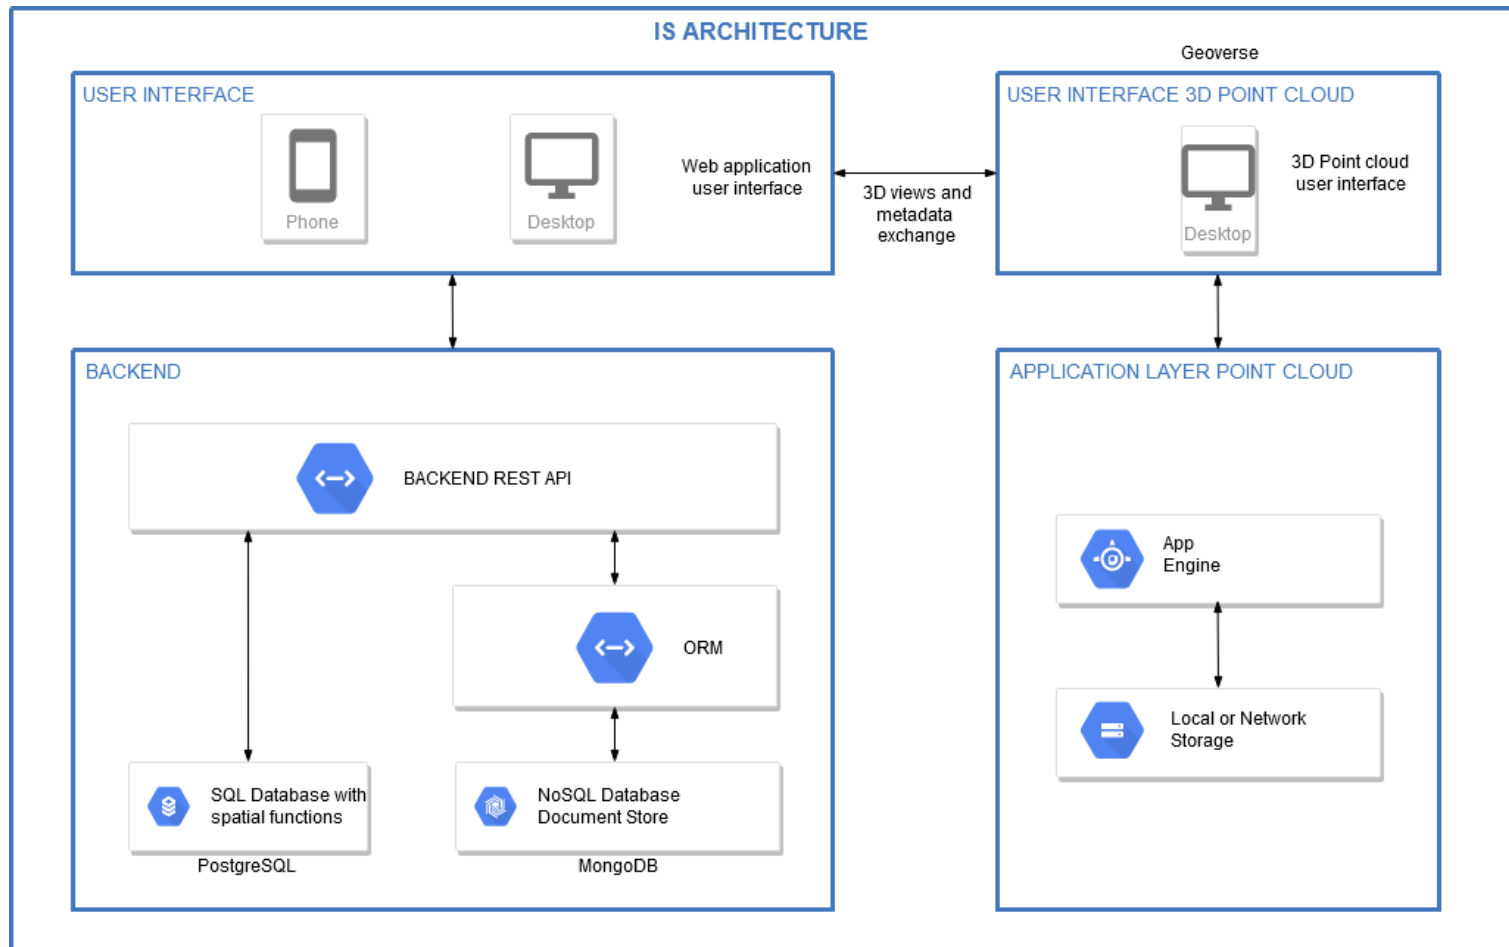 IS ARCHITECTURE
Geoverse
USER INTERFACE
Phone
Desktop
Web application
user interface
3D views and
metadata
exchange
USER INTERFACE 3D POINT CLOUD
Desktop
3D Point cloud
user interface
BACKEND
BACKEND REST API
ORM
SQL Database with
spatial functions
PostgreSQL
NoSQL Database
Document Store
MongoDB
APPLICATION LAYER POINT CLOUD
App
Engine
Local or Network
Storage